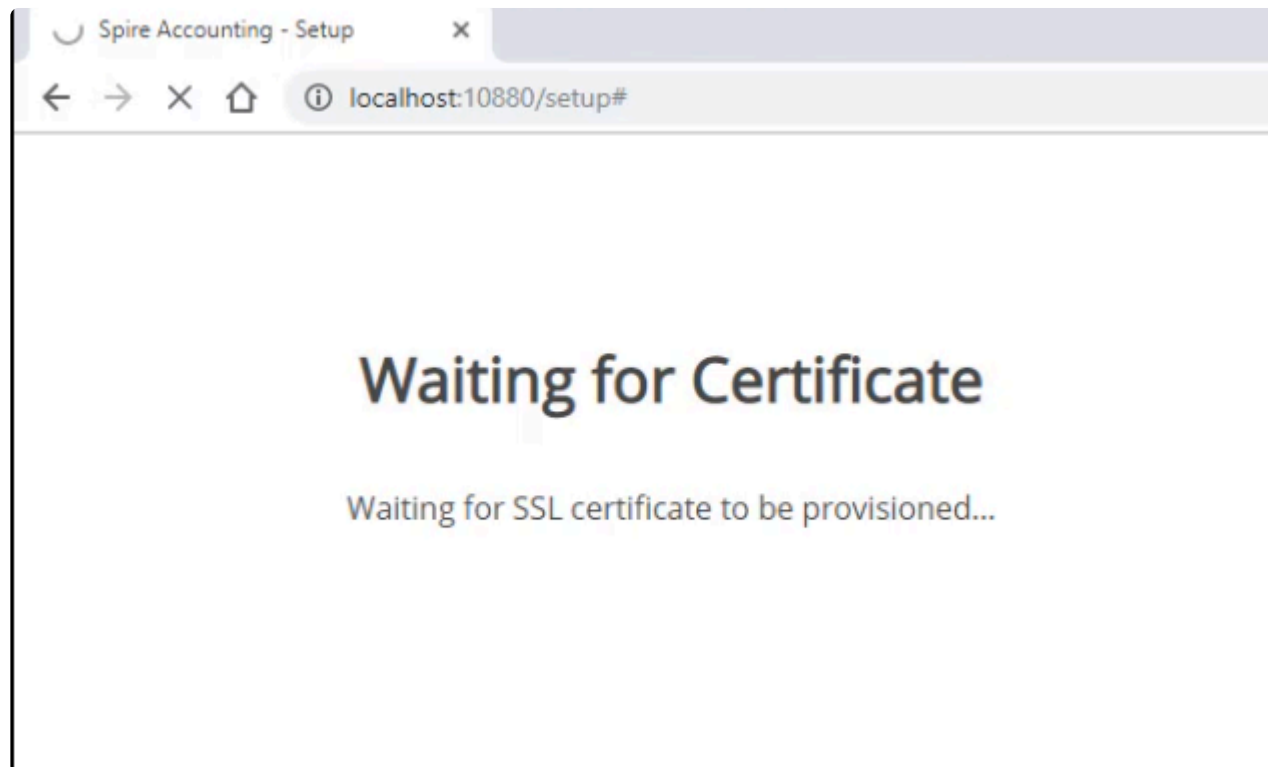 Spire Accounting - Setup
localhost:10880/setup#
Waiting for Certificate
Waiting for SSL certificate to be provisioned...